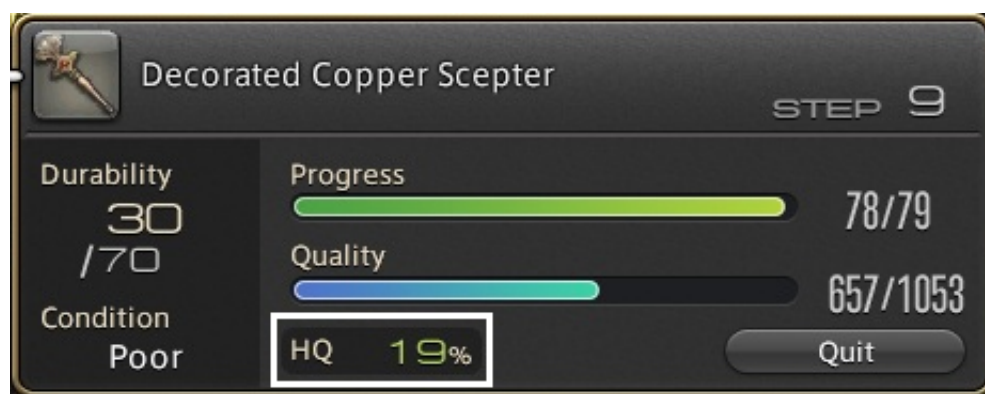 Decorated Copper Scepter
STEP 9
Durability
30
/70
Condition
Poor
Progress
78/79
Quality
657/1053
HQ 19%
Quit